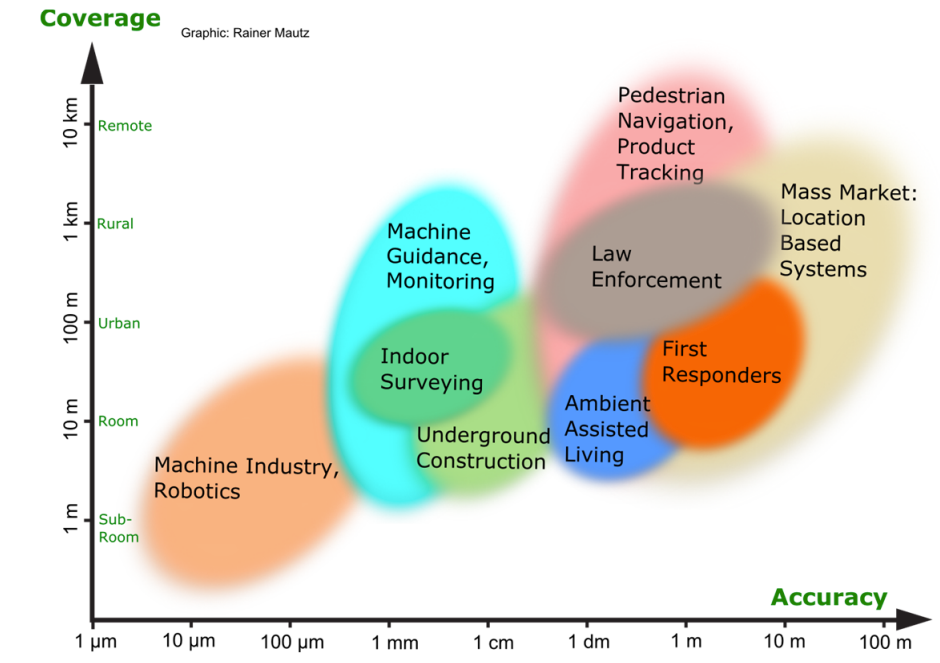 Coverage
Graphic: Rainer Mautz
10 km
Remote
1 km
Rural
100 m
Urban
10 m
Room
1 m
Sub-
Room
Pedestrian
Navigation,
Product
Tracking
Mass Market:
Location
Based
Systems
Machine
Guidance,
Monitoring
Law
Enforcement
Indoor
Surveying
First
Responders
Ambient
Assisted
Living
Underground
Construction
Machine Industry,
Robotics
Accuracy
1 µm
10 µm
100 µm
1 mm
1 cm
1 dm
1 m
10 m
100 m